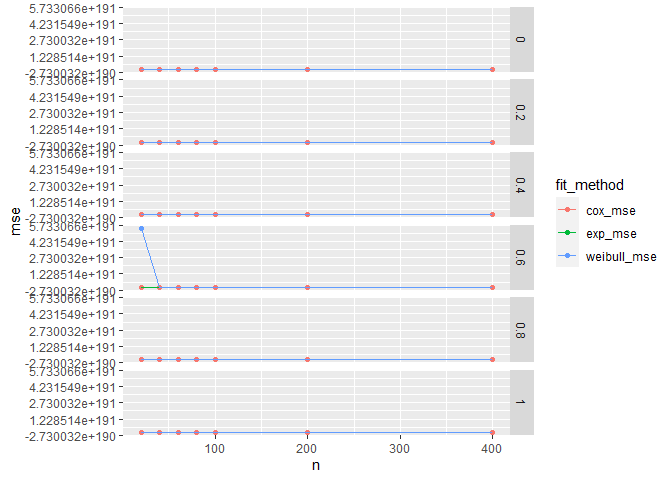 5.733066e+191
4.231549e+191
2.730032e+191
1.228514e+191
-2.730032e+190
0
5.733066e+191
4.231549e+191
2.730032e+191
1.228514e+191
-2.730032e+190
0.2
5.733066e+191
4.231549e+191
2.730032e+191
1.228514e+191
-2.730032e+190
0.4
5.733066e+191
4.231549e+191
2.730032e+191
1.228514e+191
-2.730032e+190
0.6
5.733066e+191
4.231549e+191
2.730032e+191
1.228514e+191
-2.730032e+190
0.8
5.733066e+191
4.231549e+191
2.730032e+191
1.228514e+191
-2.730032e+190
1
mse
100
200
300
400
n
fit_method
cox_mse
exp_mse
weibull_mse